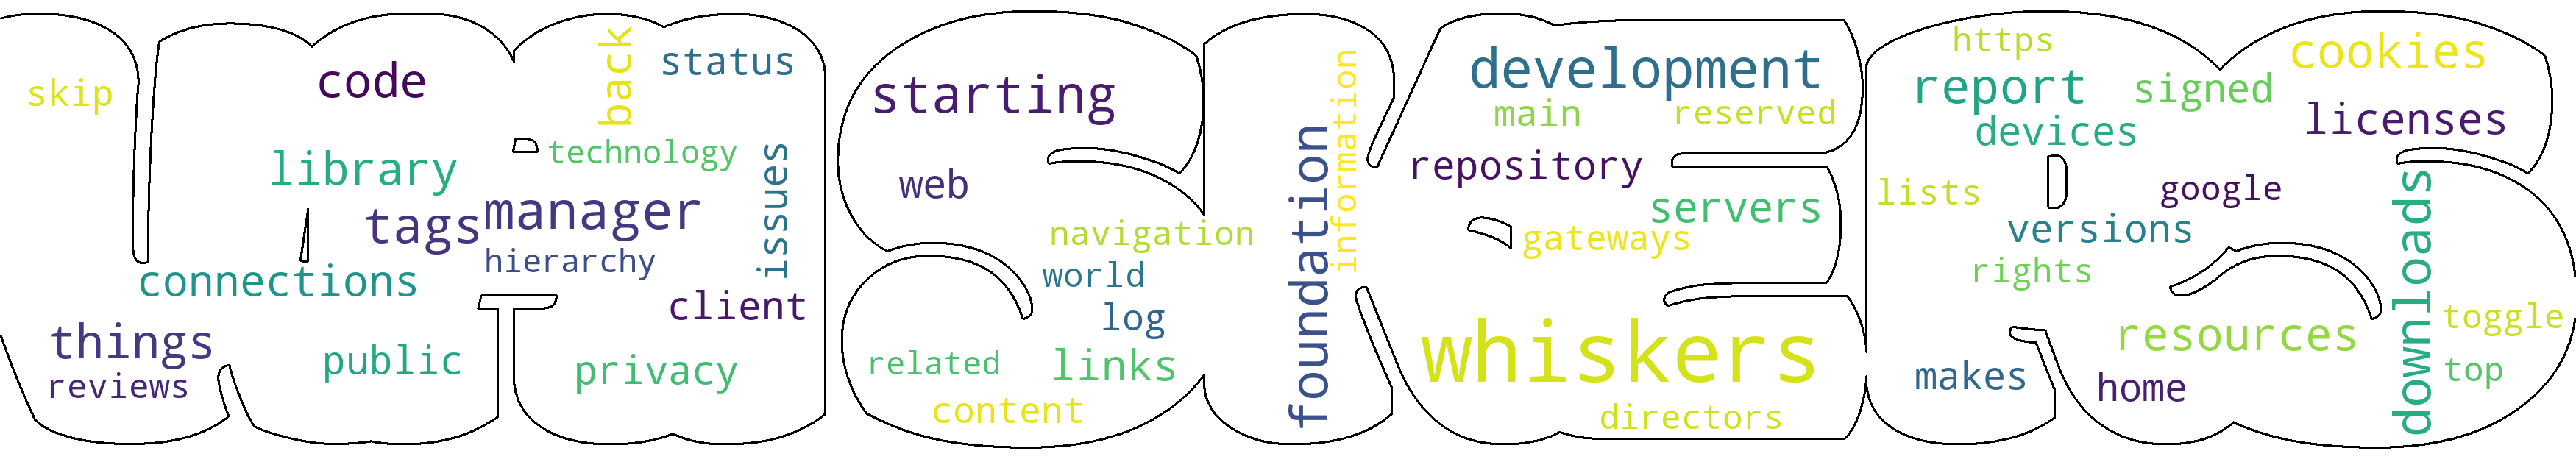 skip
code
back
status
library
technology
issues
tags
manager
hierarchy
connections
client
things
reviews
public
privacy
starting
web
navigation
world
log
related
links
content
foundation
information
development
main
reserved
repository
servers
gateways
whiskers
directors
https
report
signed
cookies
devices
licenses
lists
google
versions
rights
downloads
resources
toggle
makes
home
top